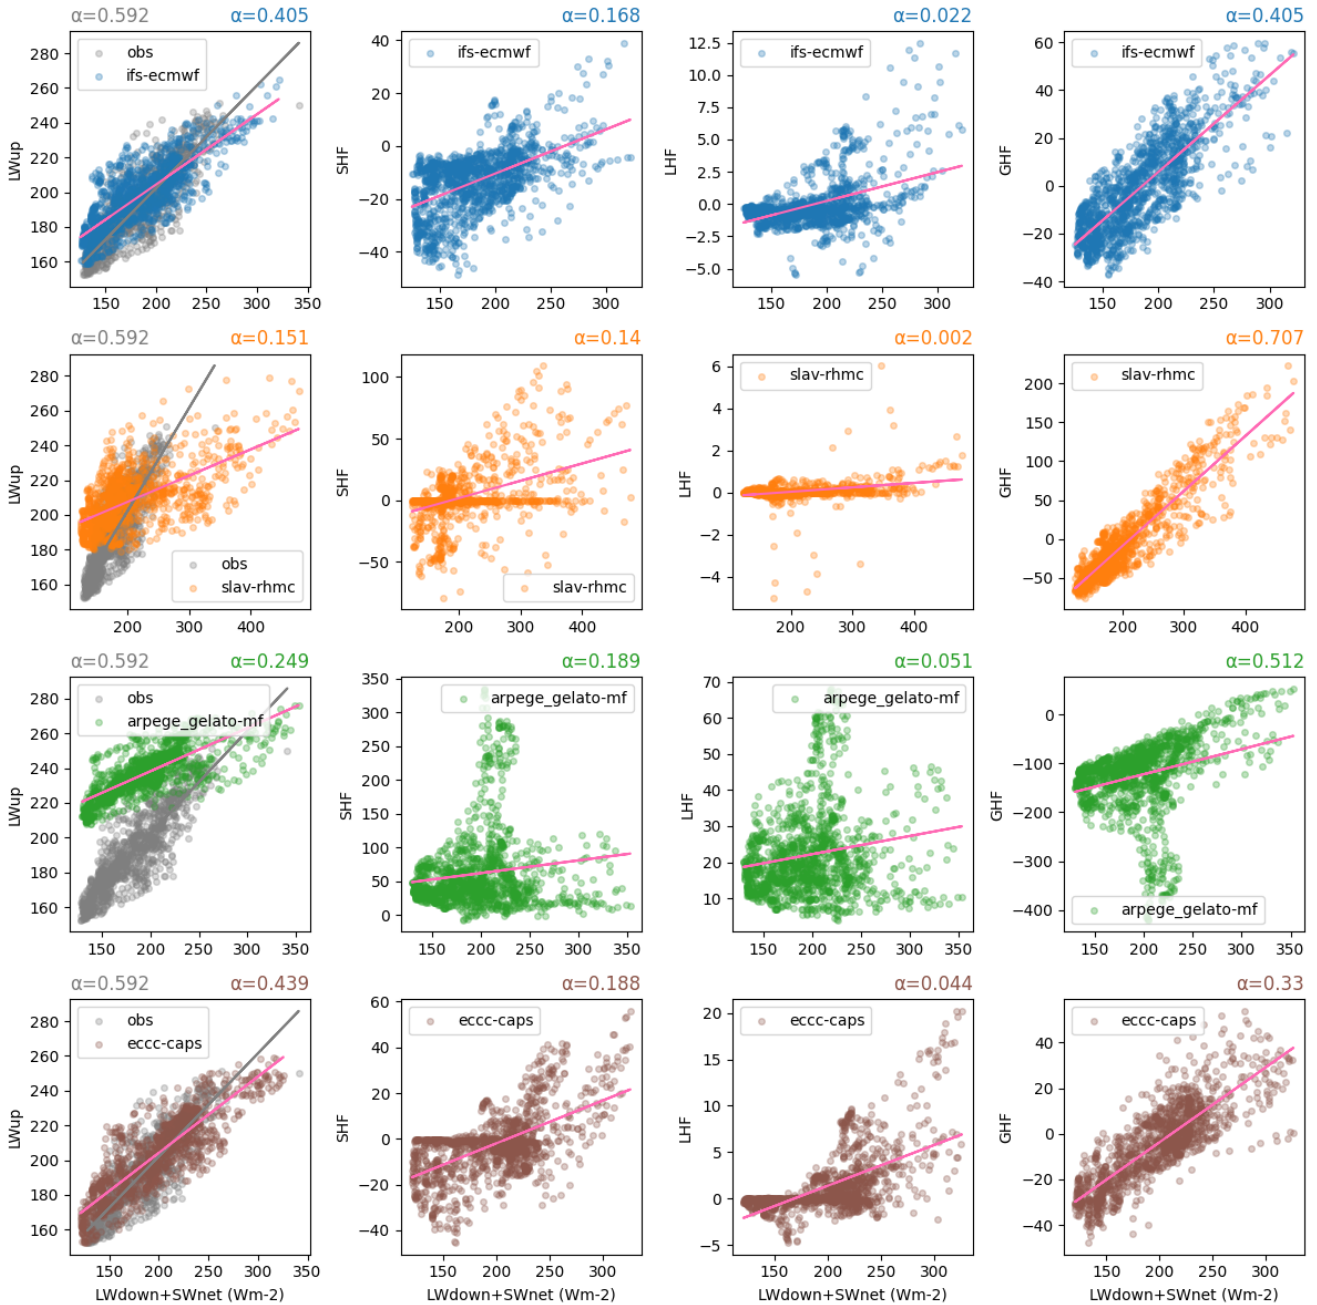 α=0.592 α=0.405 α=0.168 α=0.022 α=0.405
LWup
280
260
240
220
200
180
160
obs
ifs-ecmwf
100 150 200 250 300 350
SHF
40
20
0
−20
−40
ifs-ecmwf
150 200 250 300
LHF
12.5
10.0
7.5
5.0
2.5
0.0
−2.5
−5.0
ifs-ecmwf
150 200 250 300
GHF
60
40
20
0
−20
−40
ifs-ecmwf
150 200 250 300
α=0.592 α=0.151 α=0.14 α=0.002 α=0.707
LWup
280
260
240
220
200
180
160
obs
slav-rhmc
200 300 400
SHF
100
50
0
−50
slav-rhmc
200 300 400
LHF
6
4
2
0
−2
−4
slav-rhmc
200 300 400
GHF
200
150
100
50
0
−50
slav-rhmc
200 300 400
α=0.592 α=0.249 α=0.189 α=0.051 α=0.512
LWup
280
260
240
220
200
180
160
obs
arpege_gelato-mf
100 150 200 250 300 350
SHF
350
300
250
200
150
100
50
0
arpege_gelato-mf
150 200 250 300 350
LHF
70
60
50
40
30
20
10
arpege_gelato-mf
150 200 250 300 350
GHF
0
−100
−200
−300
−400
arpege_gelato-mf
150 200 250 300 350
α=0.592 α=0.439 α=0.188 α=0.044 α=0.33
LWup
280
260
240
220
200
180
160
obs
eccc-caps
100 150 200 250 300 350
LWdown+SWnet (Wm-2)
SHF
60
40
20
0
−20
−40
eccc-caps
150 200 250 300
LWdown+SWnet (Wm-2)
LHF
20
15
10
5
0
−5
eccc-caps
150 200 250 300
LWdown+SWnet (Wm-2)
GHF
40
20
0
−20
−40
eccc-caps
150 200 250 300
LWdown+SWnet (Wm-2)